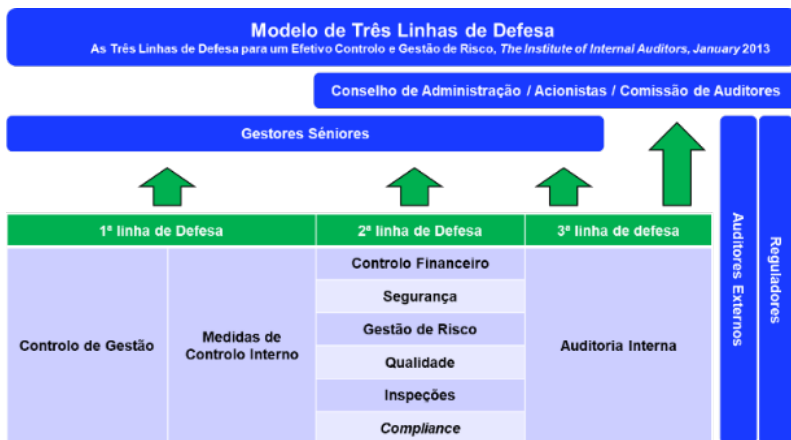 Modelo de Três Linhas de Defesa
As Três Linhas de Defesa para um Efetivo Controlo e Gestão de Risco, The Institute of Internal Auditors, January 2013
Conselho de Administração / Acionistas / Comissão de Auditores
Gestores Séniores
1ª linha de Defesa
2ª linha de Defesa
3ª linha de defesa
Controlo de Gestão
Medidas de
Controlo Interno
Controlo Financeiro
Segurança
Gestão de Risco
Qualidade
Inspeções
Compliance
Auditoria Interna
Auditores Externos
Reguladores